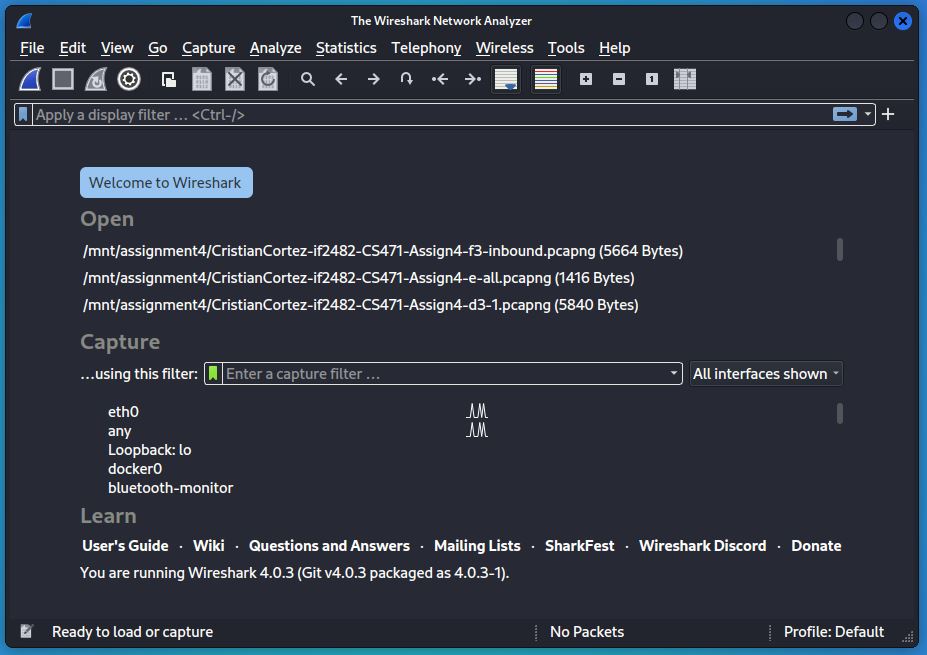 The Wireshark Network Analyzer
File Edit View Go Capture Analyze Statistics Telephony Wireless Tools Help
Apply a display filter ... <Ctrl-/>
Welcome to Wireshark
Open
/mnt/assignment4/CristianCortez-if2482-CS471-Assign4-f3-inbound.pcapng (5664 Bytes)
/mnt/assignment4/CristianCortez-if2482-CS471-Assign4-e-all.pcapng (1416 Bytes)
/mnt/assignment4/CristianCortez-if2482-CS471-Assign4-d3-1.pcapng (5840 Bytes)
Capture
...using this filter: Enter a capture filter ... All interfaces shown
eth0
any
Loopback: lo
docker0
bluetooth-monitor
Learn
User's Guide · Wiki · Questions and Answers · Mailing Lists · SharkFest · Wireshark Discord · Donate
You are running Wireshark 4.0.3 (Git v4.0.3 packaged as 4.0.3-1).
Ready to load or capture No Packets Profile: Default